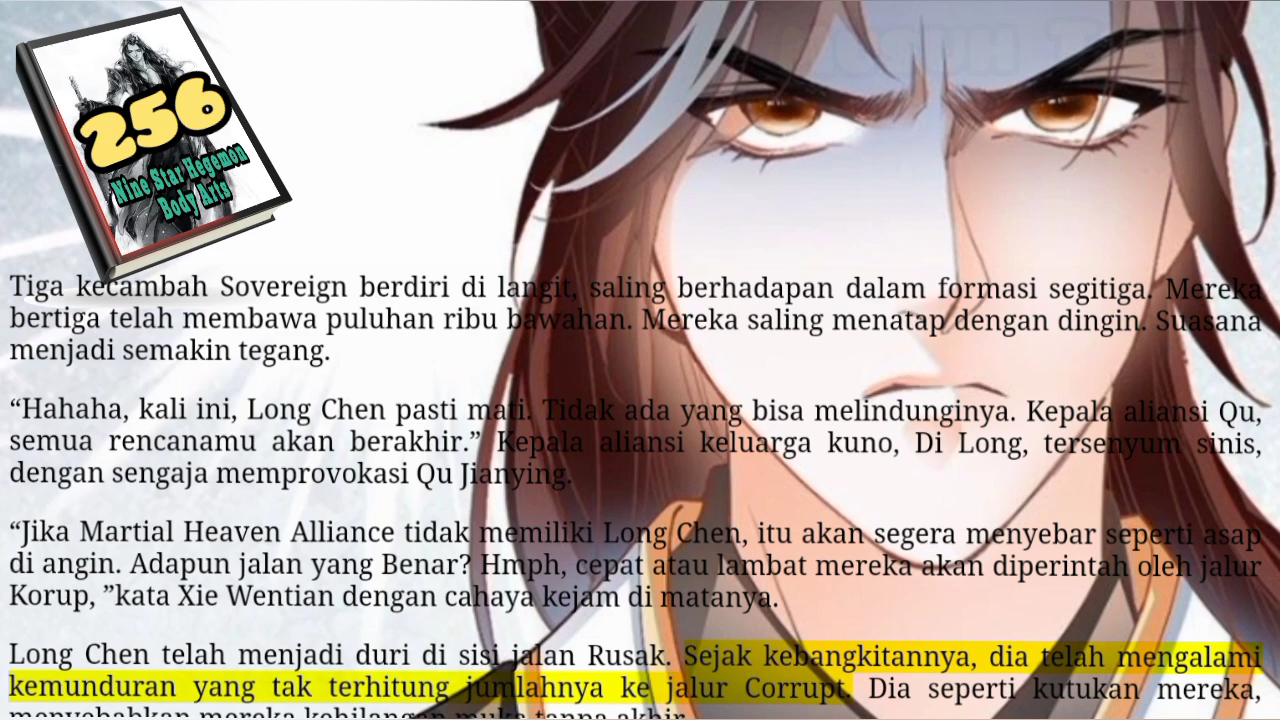 256
Nine Star Hegemon
Body Arts
Tiga kecambah Sovereign berdiri di langit, saling berhadapan dalam formasi segitiga. Mereka
bertiga telah membawa puluhan ribu bawahan. Mereka saling menatap dengan dingin. Suasana
menjadi semakin tegang.
“Hahaha, kali ini, Long Chen pasti mati. Tidak ada yang bisa melindunginya. Kepala aliansi Qu,
semua rencanamu akan berakhir.” Kepala aliansi keluarga kuno, Di Long, tersenyum sinis,
dengan sengaja memprovokasi Qu Jianying.
“Jika Martial Heaven Alliance tidak memiliki Long Chen, itu akan segera menyebar seperti asap
di angin. Adapun jalan yang Benar? Hmph, cepat atau lambat mereka akan diperintah oleh jalur
Korup, ”kata Xie Wentian dengan cahaya kejam di matanya.
Long Chen telah menjadi duri di sisi jalan Rusak. Sejak kebangkitannya, dia telah mengalami
kemunduran yang tak terhitung jumlahnya ke jalur Corrupt. Dia seperti kutukan mereka,
menyebabkan mereka kehilangan muka tanpa akhir.